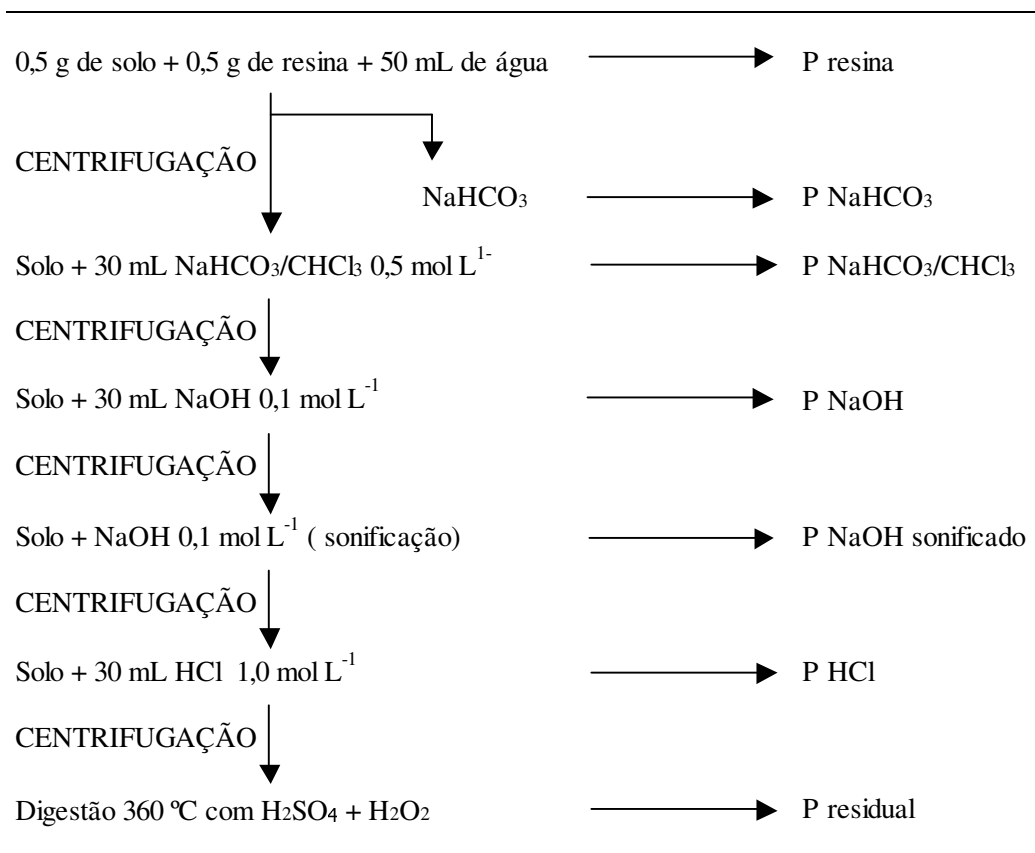 0,5 g de solo + 0,5 g de resina + 50 mL de água P resina
CENTRIFUGAÇÃO
NaHCO3 P NaHCO3
Solo + 30 mL NaHCO3/CHCl3 0,5 mol L1- P NaHCO3/CHCl3
CENTRIFUGAÇÃO
Solo + 30 mL NaOH 0,1 mol L-1 P NaOH
CENTRIFUGAÇÃO
Solo + NaOH 0,1 mol L-1 ( sonificação) P NaOH sonificado
CENTRIFUGAÇÃO
Solo + 30 mL HCl 1,0 mol L-1 P HCl
CENTRIFUGAÇÃO
Digestão 360 ºC com H2SO4 + H2O2 P residual